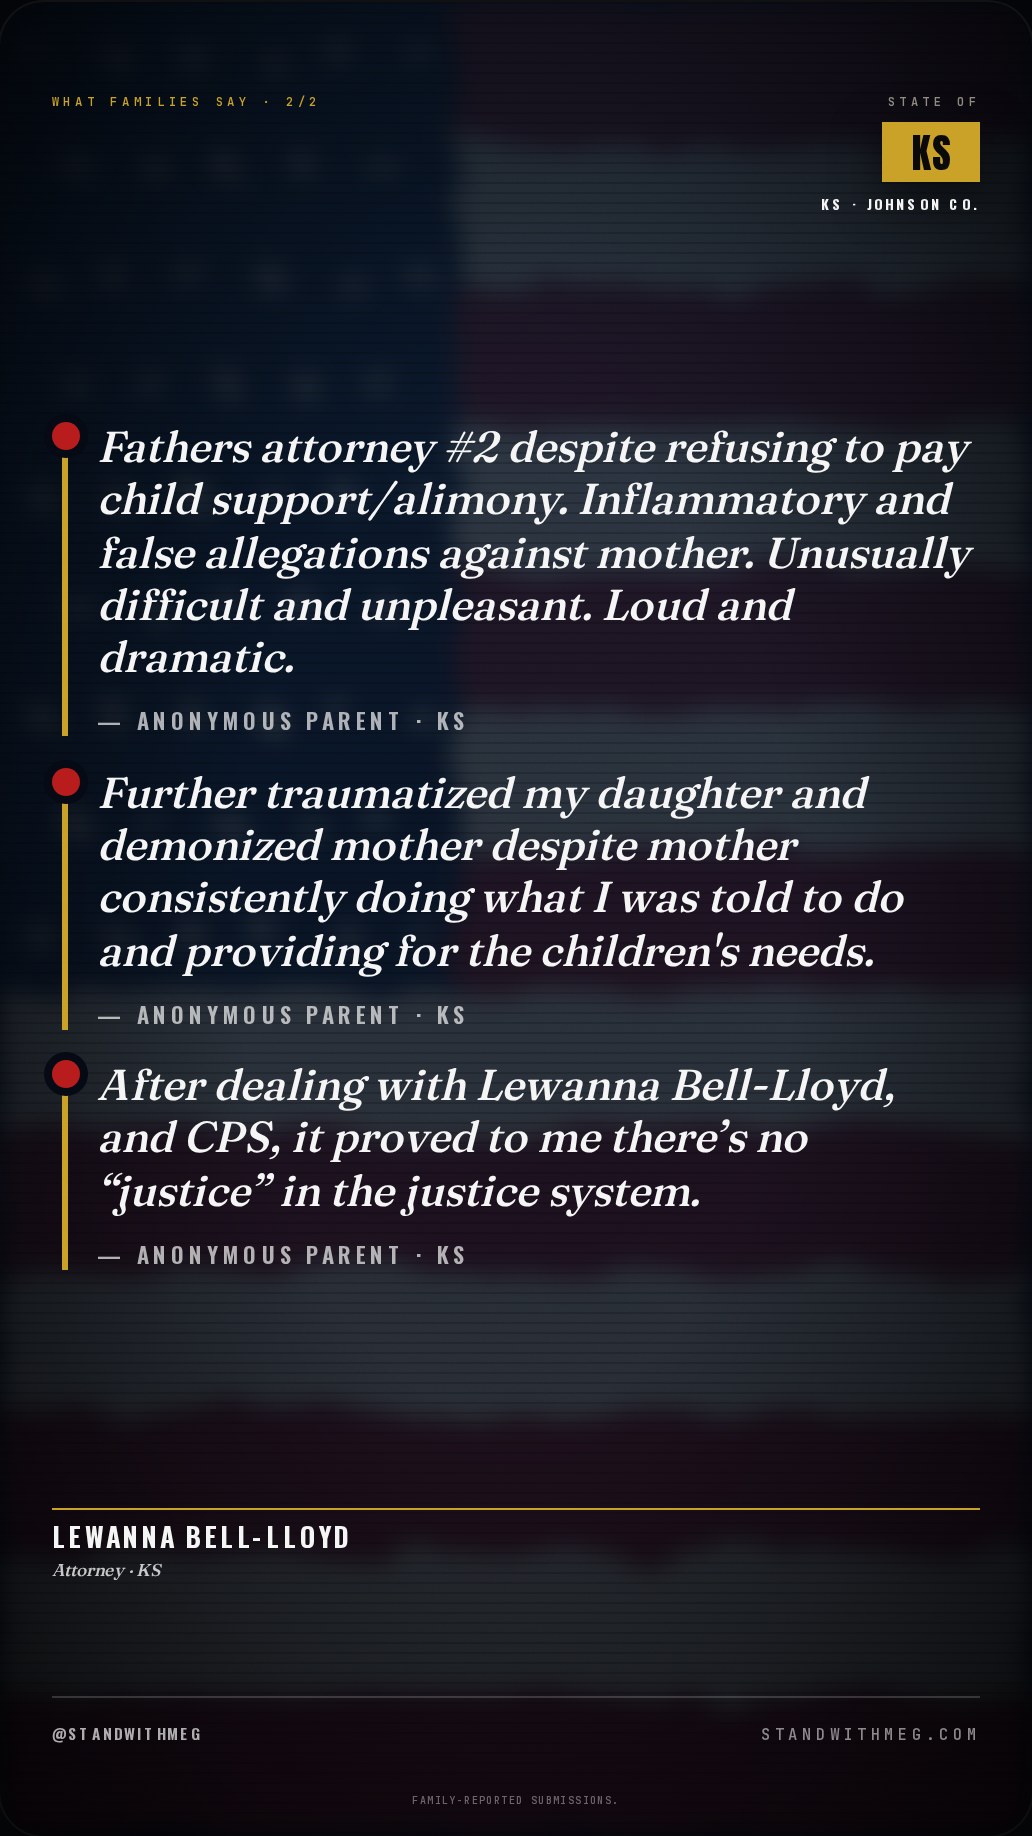 WHAT FAMILIES SAY · 2/2
STATE OF
KS
KS · JOHNSON CO.
Fathers attorney #2 despite refusing to pay
child support/alimony. Inflammatory and
false allegations against mother. Unusually
difficult and unpleasant. Loud and
dramatic.
— ANONYMOUS PARENT · KS
Further traumatized my daughter and
demonized mother despite mother
consistently doing what I was told to do
and providing for the children's needs.
— ANONYMOUS PARENT · KS
After dealing with Lewanna Bell-Lloyd,
and CPS, it proved to me there’s no
“justice” in the justice system.
— ANONYMOUS PARENT · KS
LEWANNA BELL-LLOYD
Attorney · KS
@STANDWITHMEG
STANDWITHMEG.COM
FAMILY-REPORTED SUBMISSIONS.